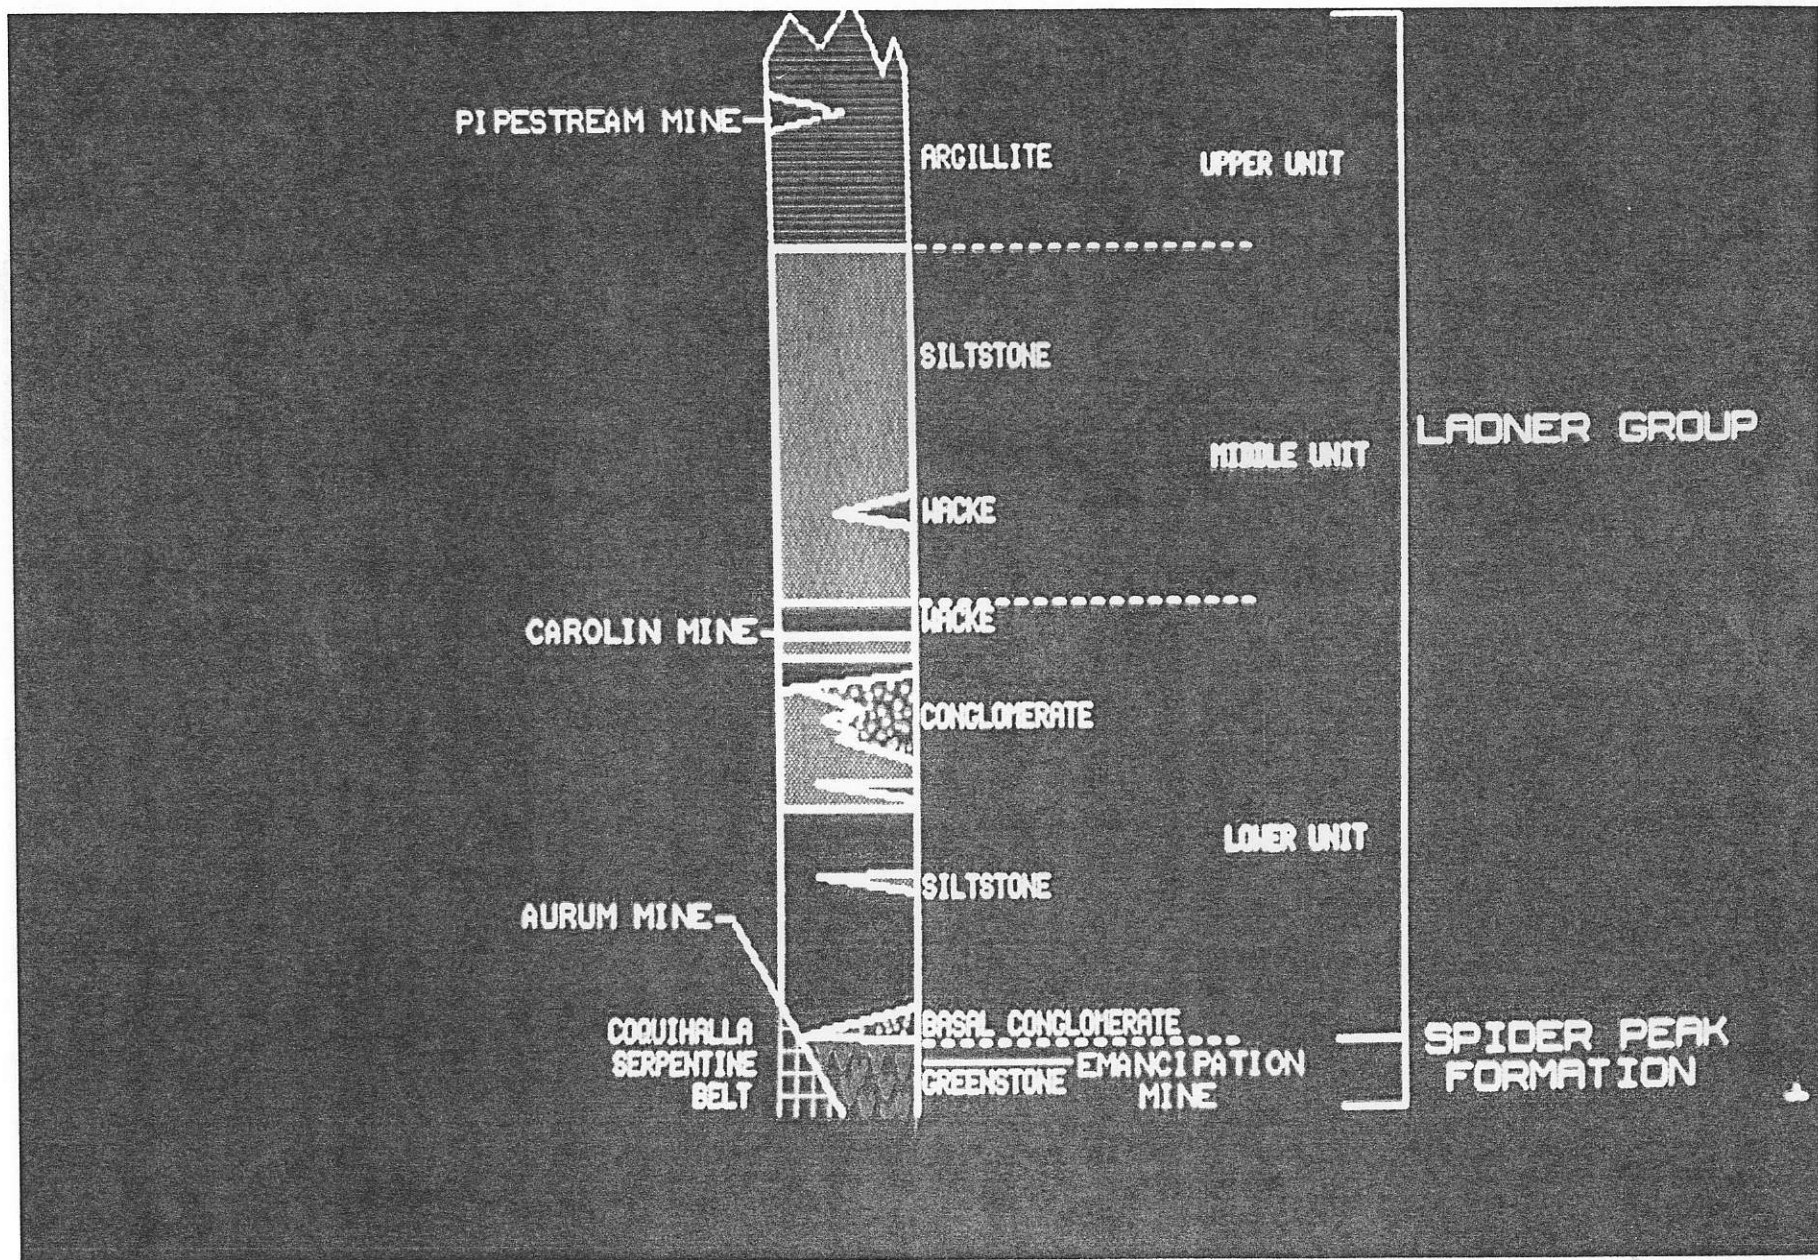 PIPESTREAM MINE
ARGILLITE
UPPER UNIT
SILTSTONE
LADNER GROUP
MIDDLE UNIT
WACKE
WACKE
CAROLIN MINE
CONGLOMERATE
LOWER UNIT
SILTSTONE
AURUM MINE
BASAL CONGLOMERATE
COQUIHALLA
SERPENTINE
BELT
GREENSTONE
EMANCIPATION
MINE
SPIDER PEAK
FORMATION